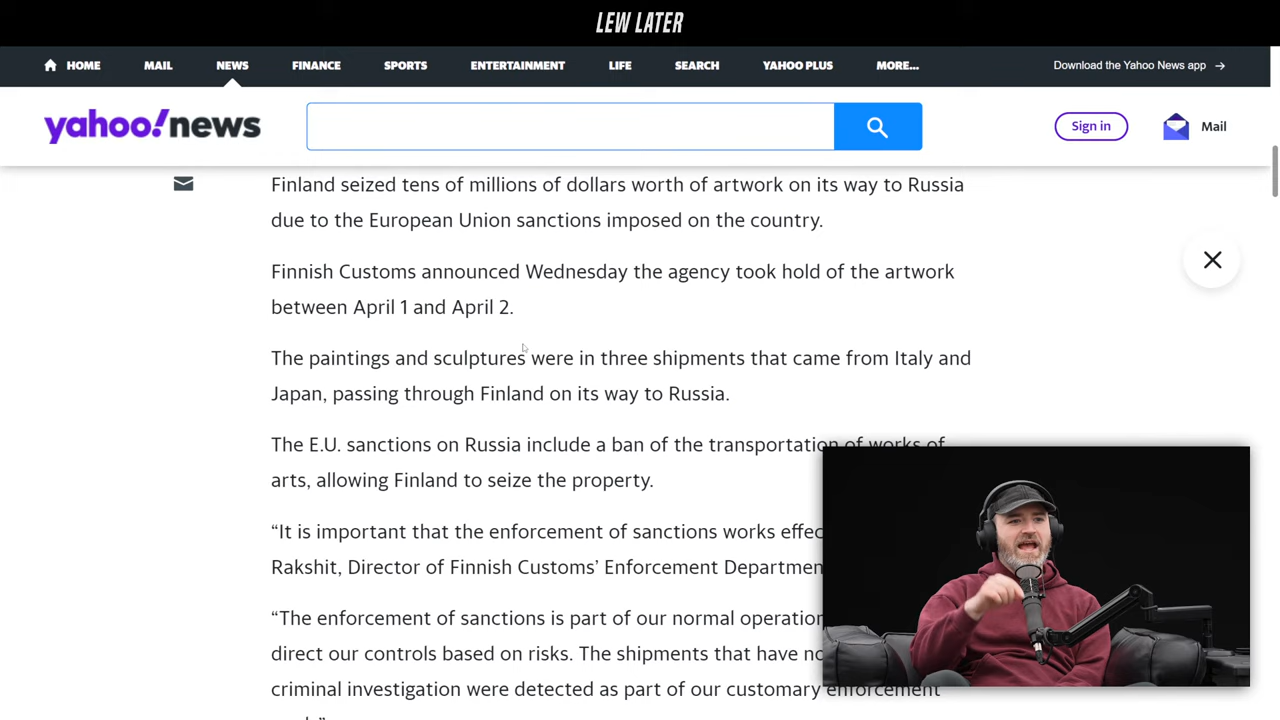 LEW LATER
HOME MAIL NEWS FINANCE SPORTS ENTERTAINMENT LIFE SEARCH YAHOO PLUS MORE... Download the Yahoo News app →
yahoo!news Sign in Mail
Finland seized tens of millions of dollars worth of artwork on its way to Russia
due to the European Union sanctions imposed on the country.
Finnish Customs announced Wednesday the agency took hold of the artwork
between April 1 and April 2.
The paintings and sculptures were in three shipments that came from Italy and
Japan, passing through Finland on its way to Russia.
The E.U. sanctions on Russia include a ban of the transportation of works of
arts, allowing Finland to seize the property.
“It is important that the enforcement of sanctions works
Rakshit, Director of Finnish Customs’ Enforcement
“The enforcement of sanctions is part of our normal
direct our controls based on risks. The shipments that have
criminal investigation were detected as part of our customary enforcement